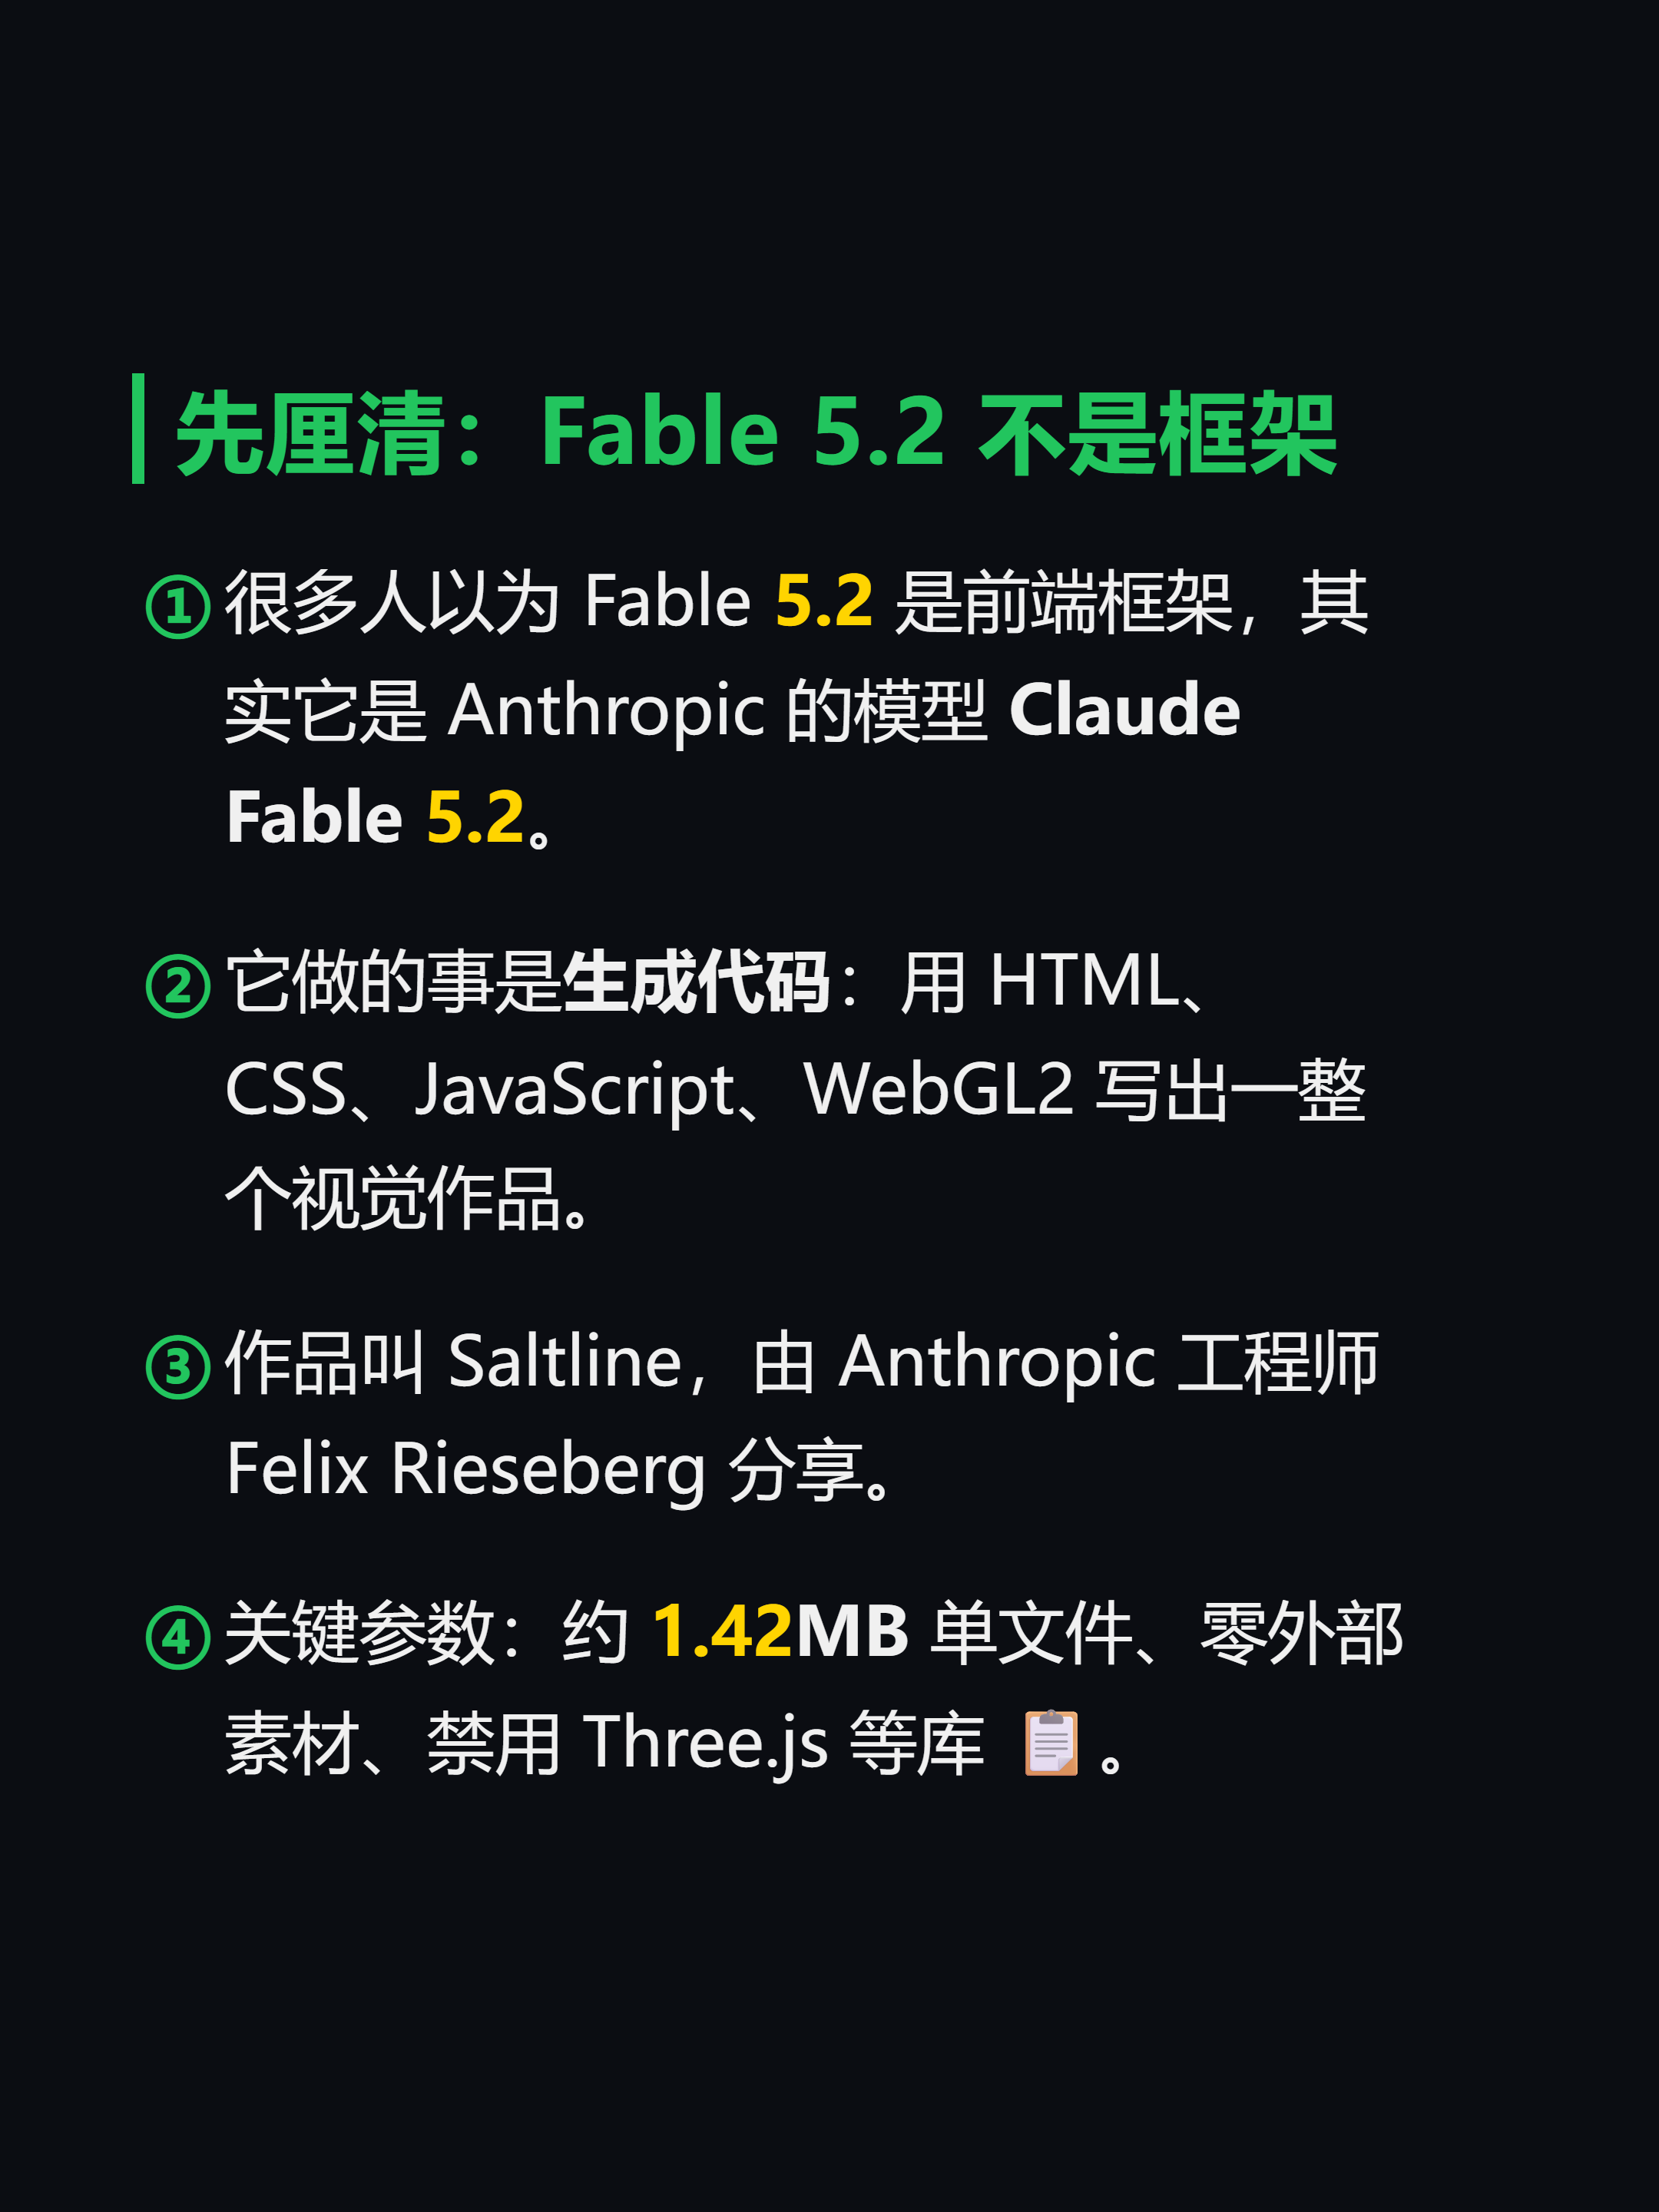 先厘清：Fable 5.2 不是框架
① 很多人以为 Fable 5.2 是前端框架，其
实它是 Anthropic 的模型 Claude
Fable 5.2。
② 它做的事是生成代码：用 HTML、
CSS、JavaScript、WebGL2 写出一整
个视觉作品。
③ 作品叫 Saltline，由 Anthropic 工程师
Felix Rieseberg 分享。
④ 关键参数：约 1.42MB 单文件、零外部
素材、禁用 Three.js 等库 📋。